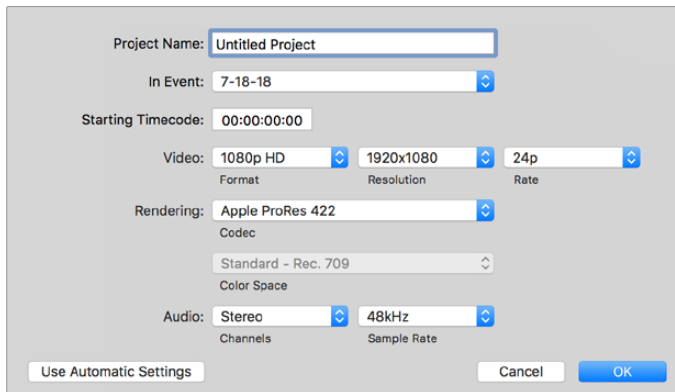 Project Name: Untitled Project
In Event: 7-18-18
Starting Timecode: 00:00:00:00
Video: 1080p HD 1920x1080 24p
Format Resolution Rate
Rendering: Apple ProRes 422
Codec
Standard - Rec. 709
Color Space
Audio: Stereo 48kHz
Channels Sample Rate
Use Automatic Settings Cancel OK